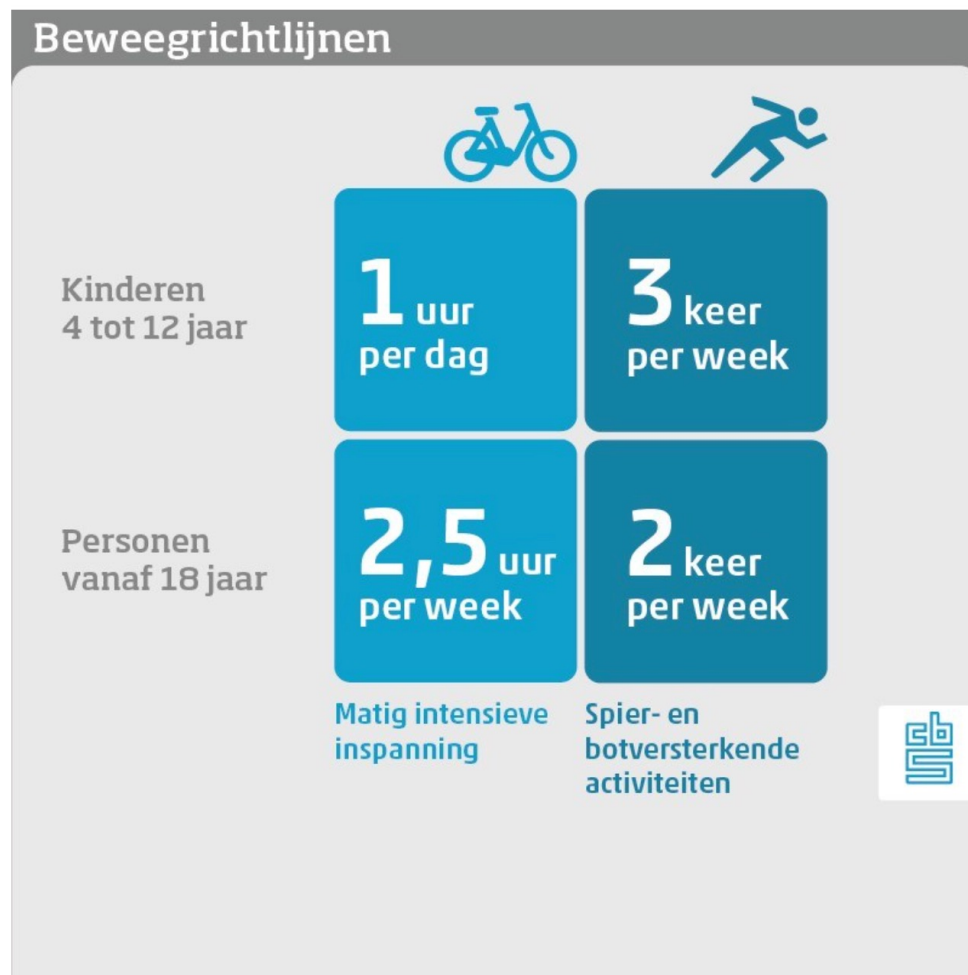 Beweegrichtlijnen
Kinderen
4 tot 12 jaar
1 uur
per dag
3 keer
per week
Personen
vanaf 18 jaar
2,5 uur
per week
2 keer
per week
Matig intensieve
inspanning
Spier- en
botversterkende
activiteiten
cbs